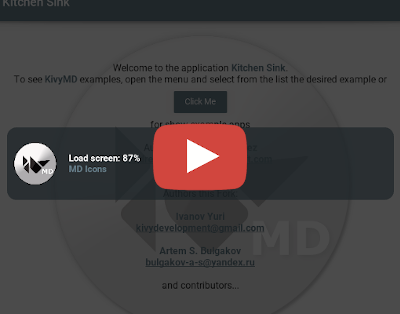 Kitchen Sink
Welcome to the application Kitchen Sink.
To see KivyMD examples, open the menu and select from the list the desired example or
Click Me
for show example apps
Load screen: 87%
MD Icons
MD
Ivanov Yuri
kivydevelopment@gmail.com
Artem S. Bulgakov
bulgakov-a-s@yandex.ru
MD
and contributors...